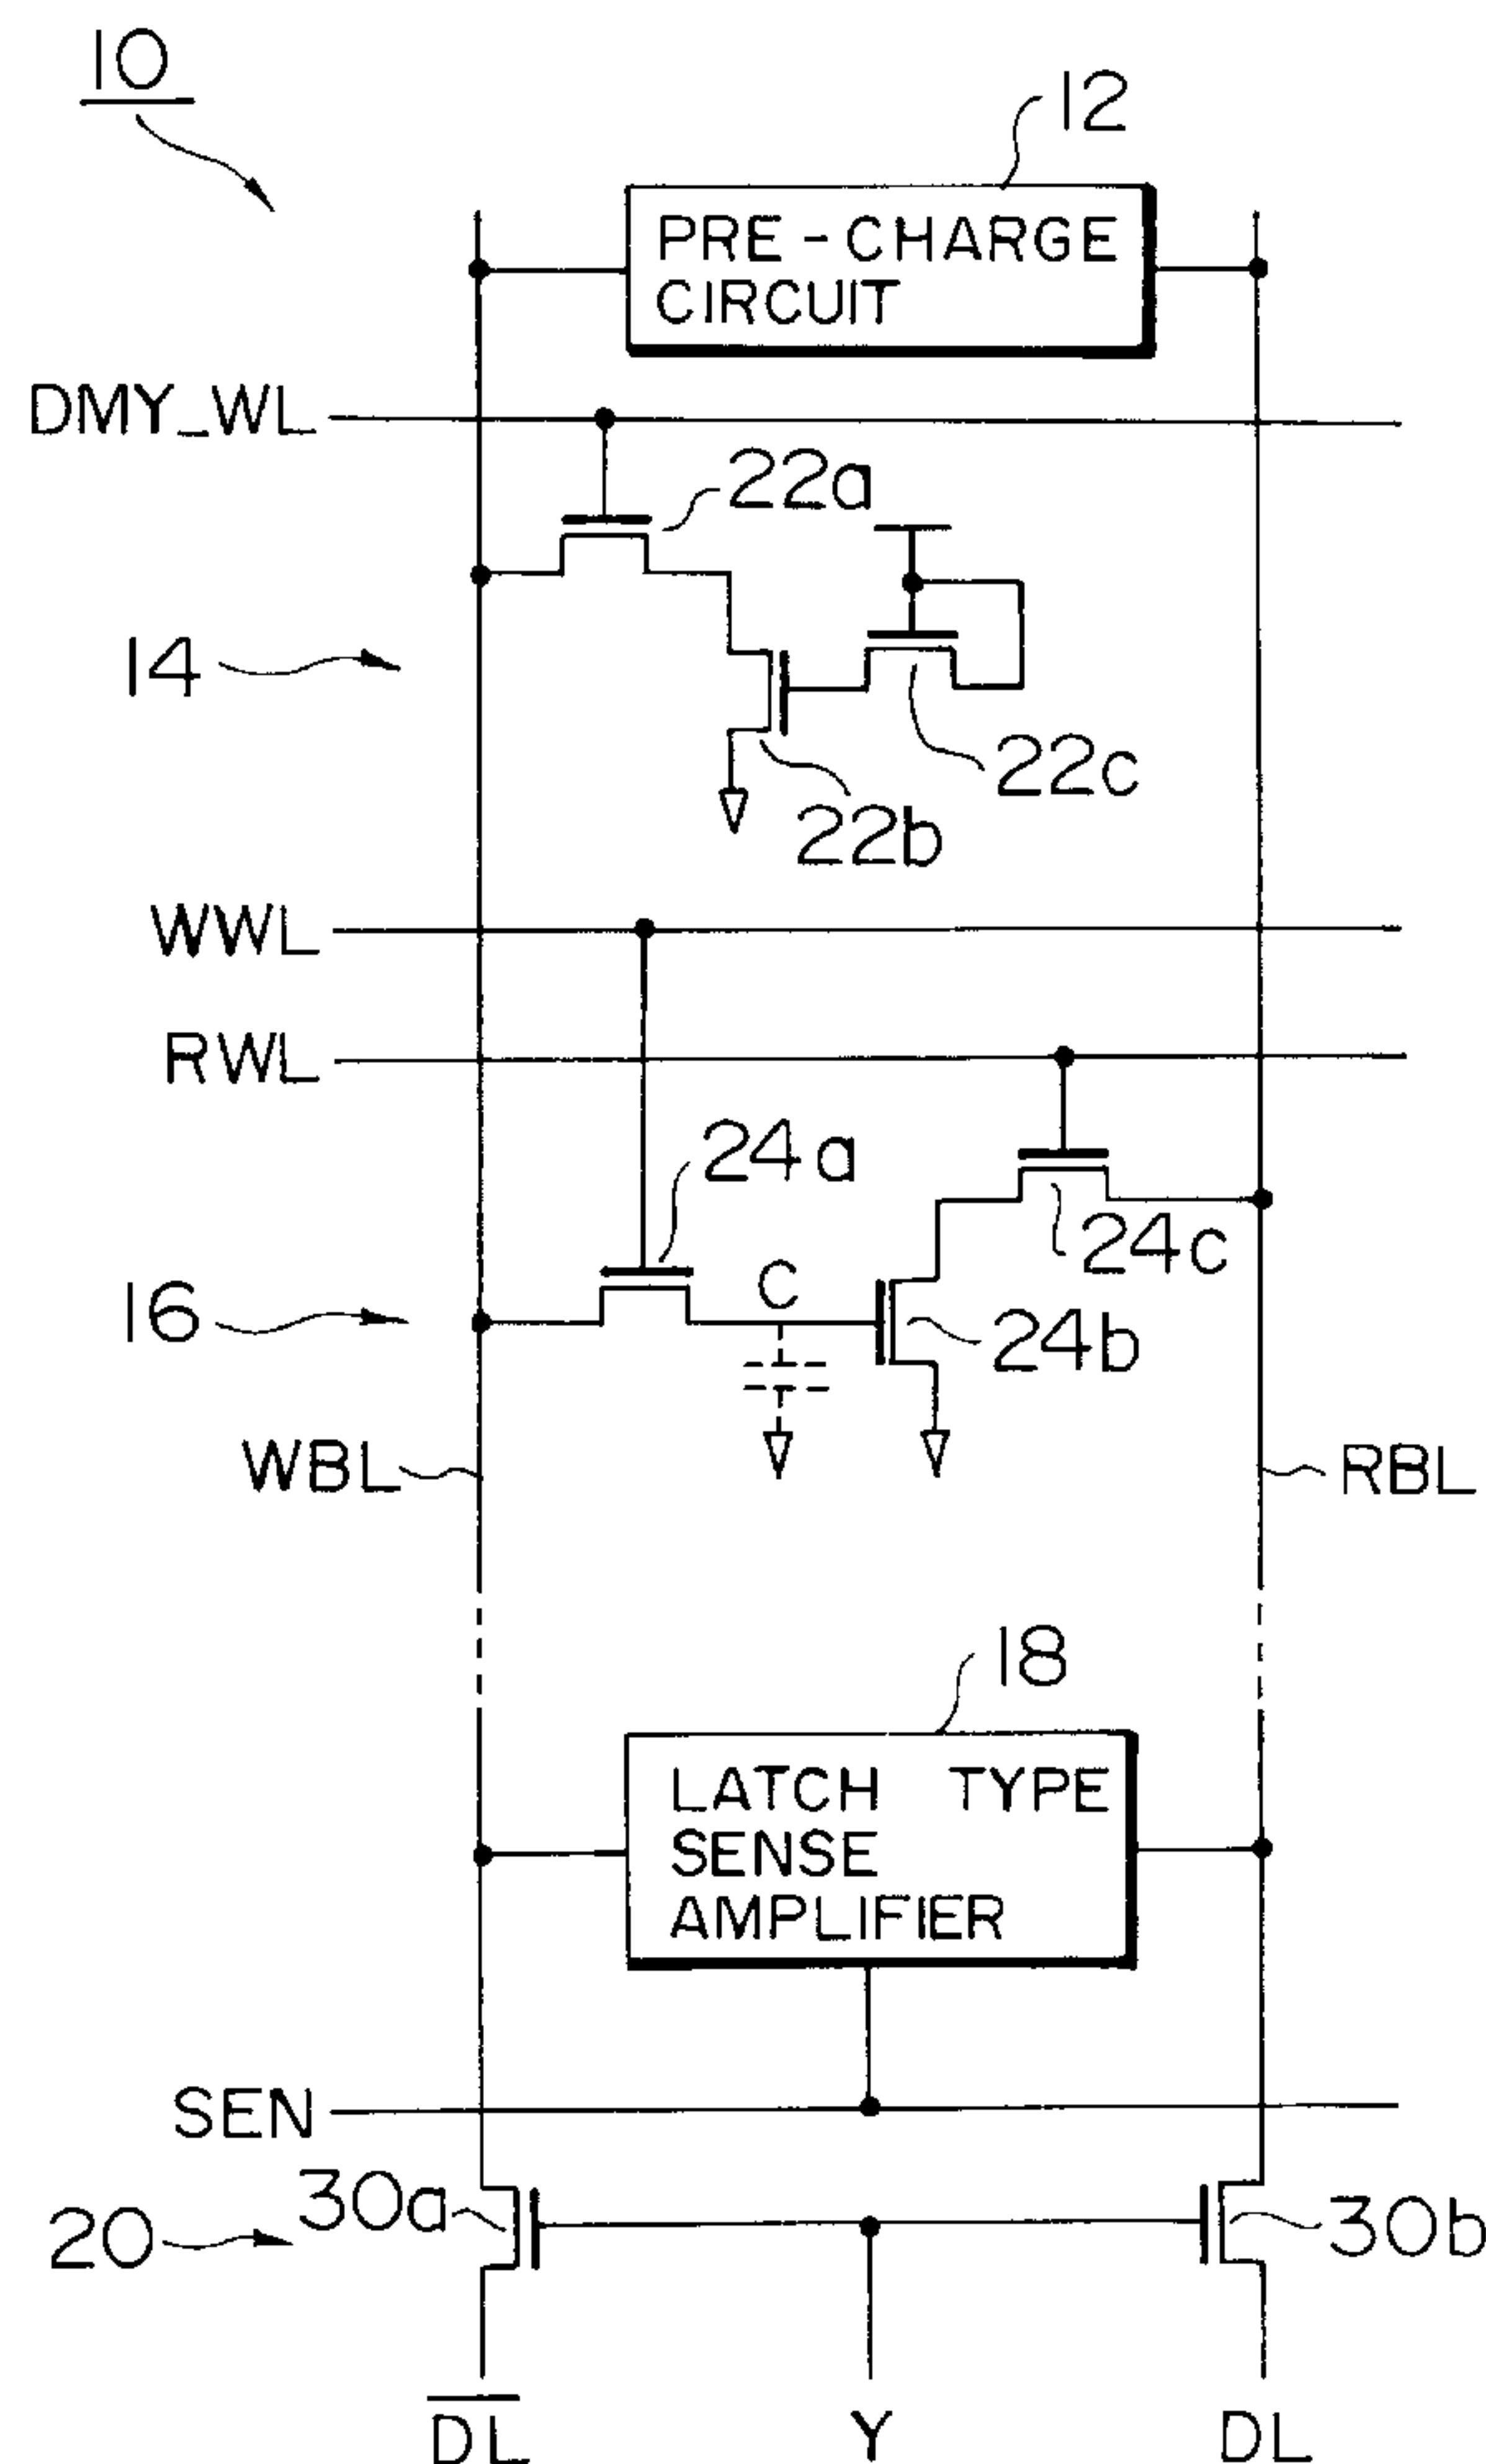 10
12
PRE-CHARGE
CIRCUIT
DMY_WL
22a
14
22c
22b
WWL
RWL
24a
24c
C
16
24b
WBL
RBL
18
LATCH TYPE
SENSE
AMPLIFIER
SEN
30a
20
30b
D̅L̅
Y
DL